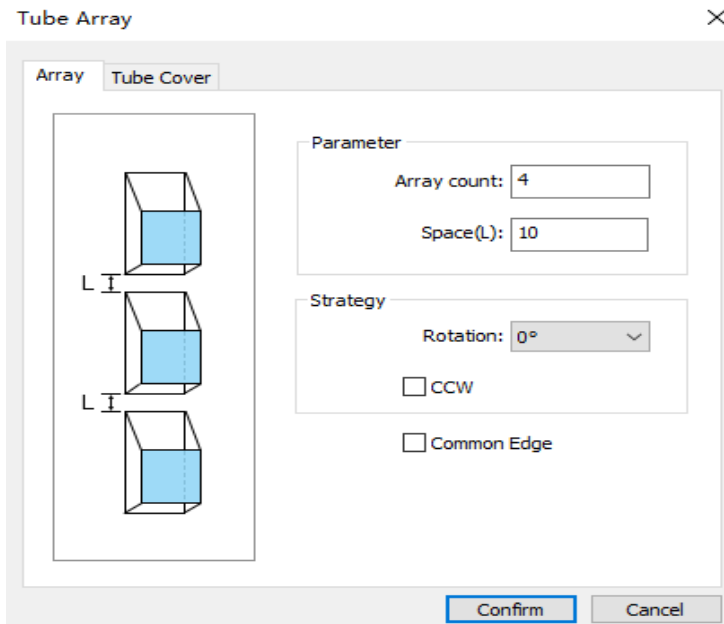 Tube Array
Array
Tube Cover
Parameter
Array count: 4
Space(L): 10
Strategy
Rotation: 0°
CCW
Common Edge
L
L
Confirm
Cancel